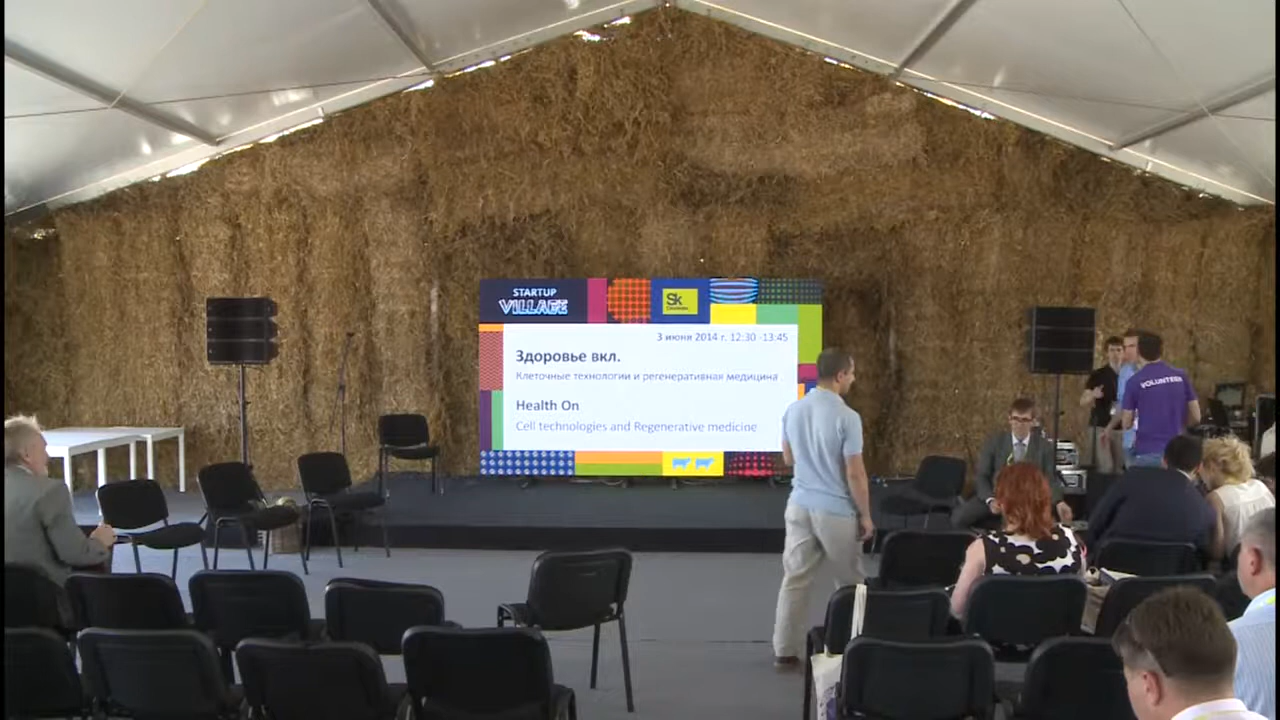 STARTUP
VILLAGE
Sk
3 июня 2014 г. 12:30 -13:45
Здоровье вкл.
Клеточные технологии и регенеративная медицина
Health On
Cell technologies and Regenerative medicine
VOLUNTEER